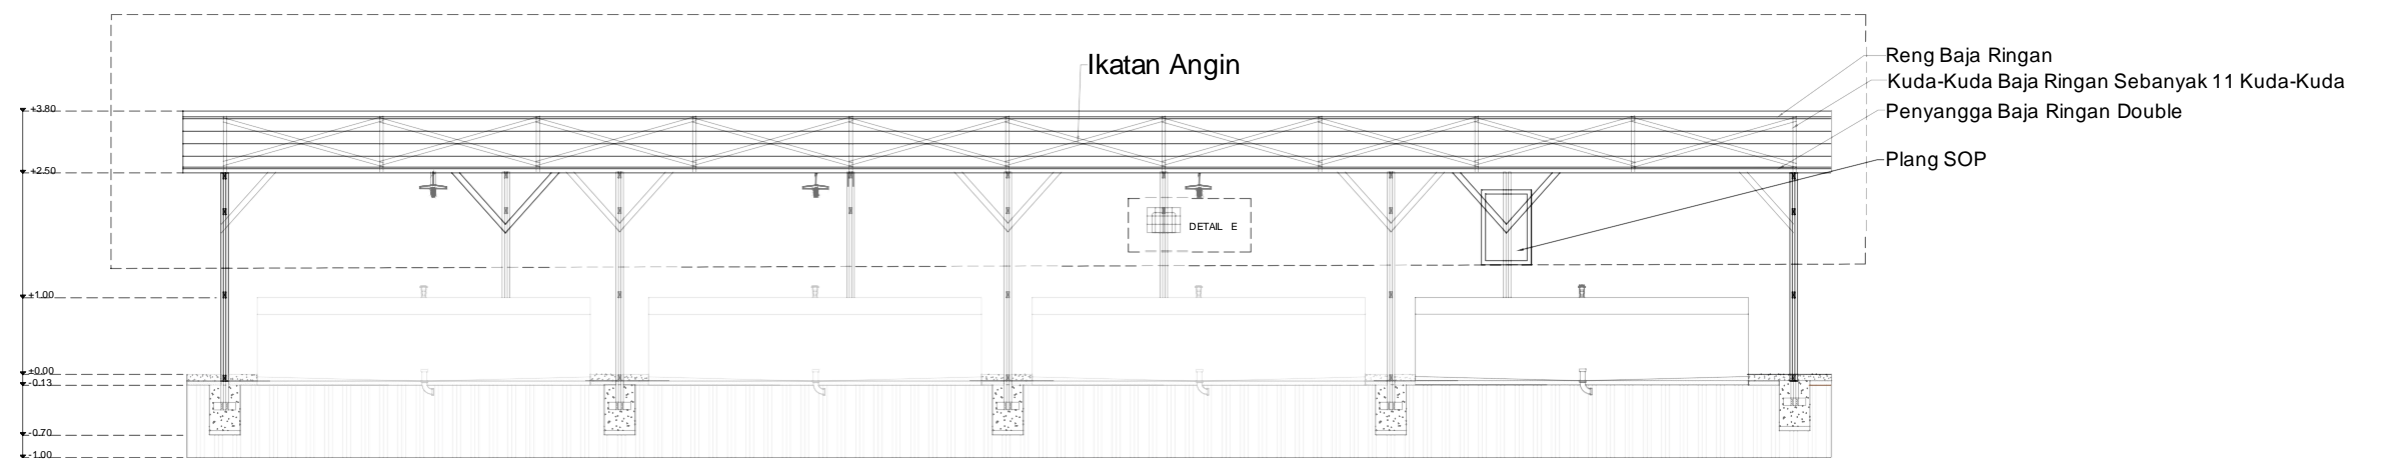 Ikatan Angin
Reng Baja Ringan
Kuda-Kuda Baja Ringan Sebanyak 11 Kuda-Kuda
Penyangga Baja Ringan Double
Plang SOP
DETAIL E
+3.80
+2.50
±1.00
±0.00
-0.13
-0.70
-1.00